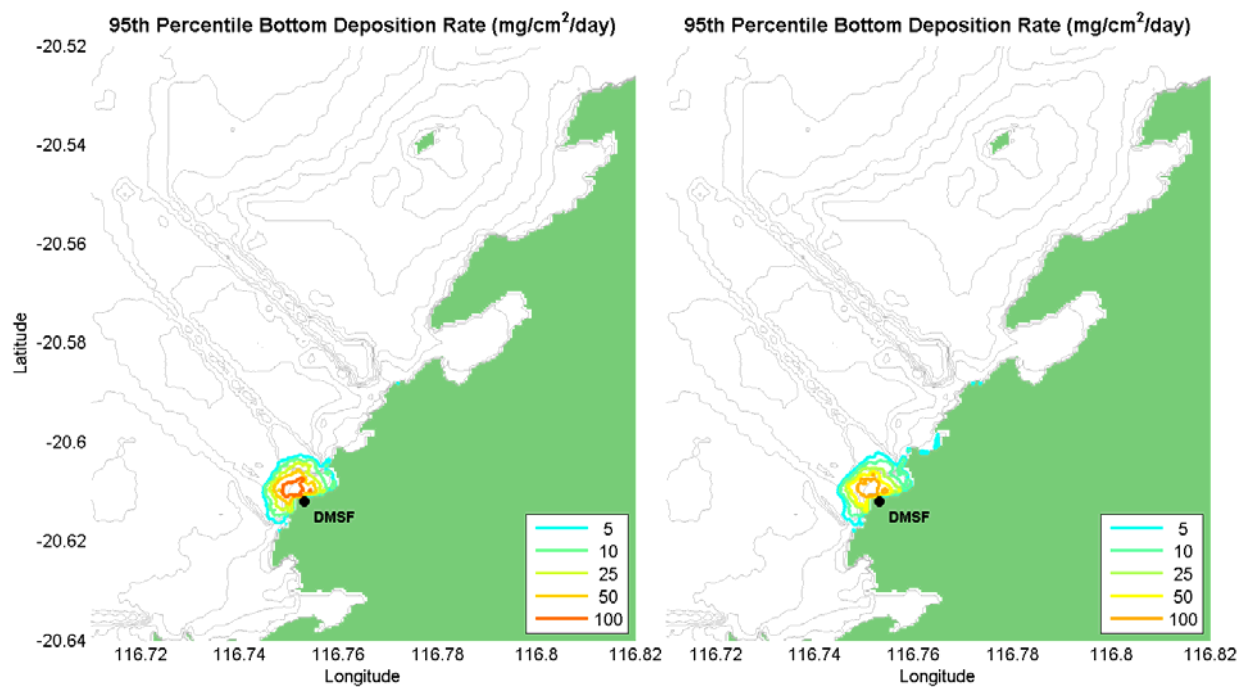 95th Percentile Bottom Deposition Rate (mg/cm²/day)
-20.52
-20.54
-20.56
-20.58
-20.6
-20.62
-20.64
Latitude
DMSF
5
10
25
50
100
116.72 116.74 116.76 116.78 116.8 116.82
Longitude
95th Percentile Bottom Deposition Rate (mg/cm²/day)
DMSF
5
10
25
50
100
116.72 116.74 116.76 116.78 116.8 116.82
Longitude